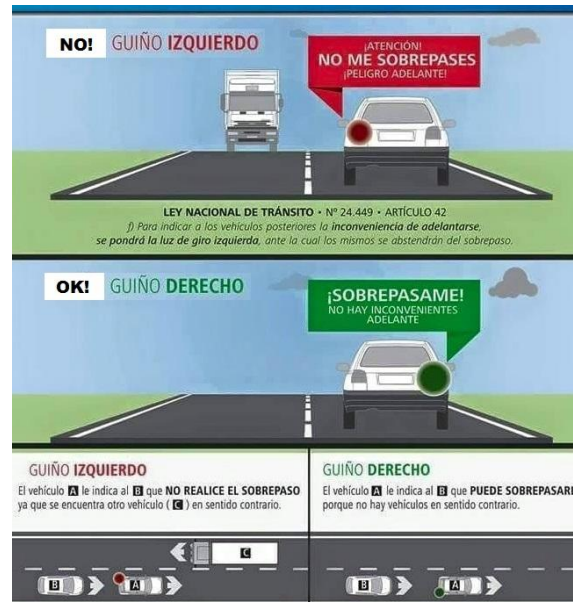 NO! GUIÑO IZQUIERDO
¡ATENCIÓN!
NO ME SOBREPASES
¡PELIGRO ADELANTE!
LEY NACIONAL DE TRÁNSITO • Nº 24.449 • ARTÍCULO 42
f) Para indicar a los vehículos posteriores la inconveniencia de adelantarse,
se pondrá la luz de giro izquierda, ante la cual los mismos se abstendrán del sobrepaso.
OK! GUIÑO DERECHO
¡SOBREPASAME!
NO HAY INCONVENIENTES
ADELANTE
GUIÑO IZQUIERDO
El vehículo A le indica al B que NO REALICE EL SOBREPASO
ya que se encuentra otro vehículo ( C ) en sentido contrario.
C
B
A
GUIÑO DERECHO
El vehículo A le indica al B que PUEDE SOBREPASARL
porque no hay vehículos en sentido contrario.
B
A